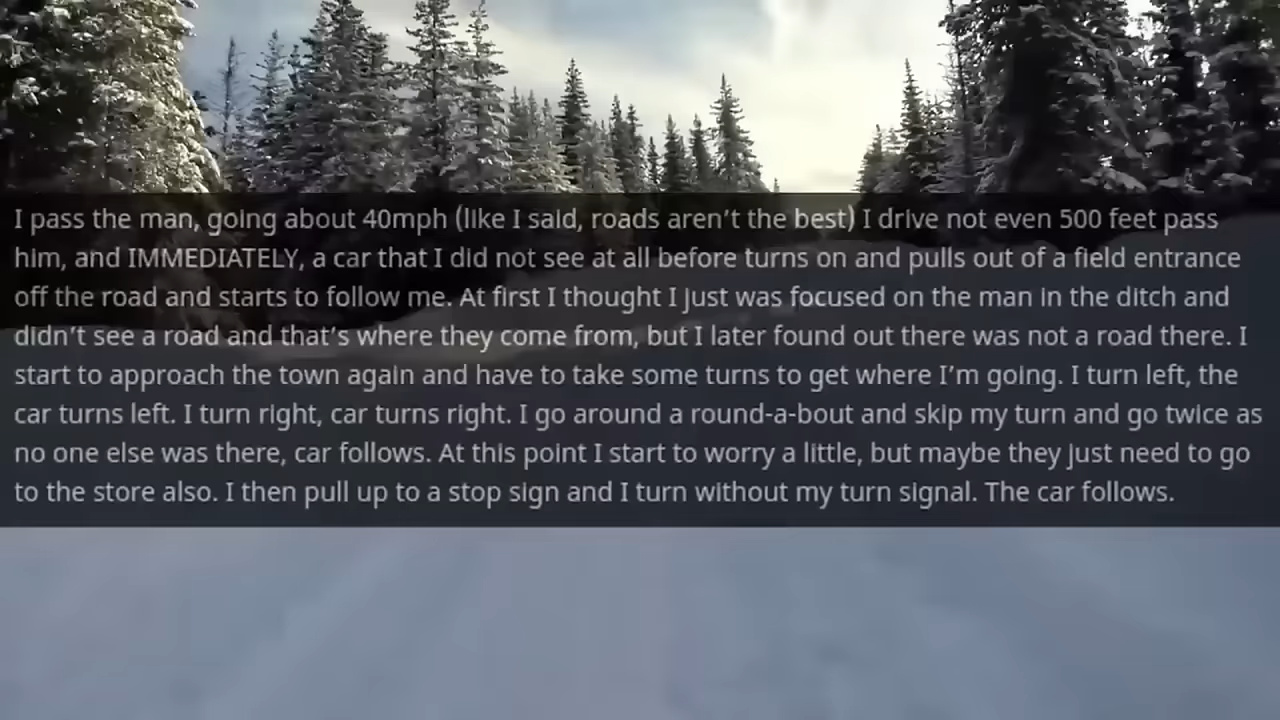 I pass the man, going about 40mph (like I said, roads aren't the best) I drive not even 500 feet pass
him, and IMMEDIATELY, a car that I did not see at all before turns on and pulls out of a field entrance
off the road and starts to follow me. At first I thought I just was focused on the man in the ditch and
didn't see a road and that's where they come from, but I later found out there was not a road there. I
start to approach the town again and have to take some turns to get where I'm going. I turn left, the
car turns left. I turn right, car turns right. I go around a round-a-bout and skip my turn and go twice as
no one else was there, car follows. At this point I start to worry a little, but maybe they just need to go
to the store also. I then pull up to a stop sign and I turn without my turn signal. The car follows.